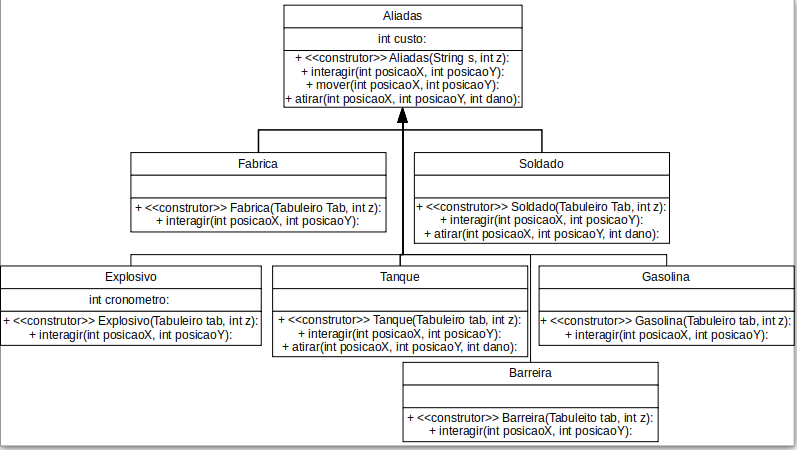 Aliadas
int custo:
+ <<construtor>> Aliadas(String s, int z):
+ interagir(int posicaoX, int posicaoY):
+ mover(int posicaoX, int posicaoY):
+ atirar(int posicaoX, int posicaoY, int dano):
Fabrica
+ <<construtor>> Fabrica(Tabuleiro Tab, int z):
+ interagir(int posicaoX, int posicaoY):
Soldado
+ <<construtor>> Soldado(Tabuleiro Tab, int z):
+ interagir(int posicaoX, int posicaoY):
+ atirar(int posicaoX, int posicaoY, int dano):
Explosivo
int cronometro:
+ <<construtor>> Explosivo(Tabuleiro tab, int z):
+ interagir(int posicaoX, int posicaoY):
Tanque
+ <<construtor>> Tanque(Tabuleiro tab, int z):
+ interagir(int posicaoX, int posicaoY):
+ atirar(int posicaoX, int posicaoY, int dano):
Gasolina
+ <<construtor>> Gasolina(Tabuleiro tab, int z):
+ interagir(int posicaoX, int posicaoY):
Barreira
+ <<construtor>> Barreira(Tabuleito tab, int z):
+ interagir(int posicaoX, int posicaoY):